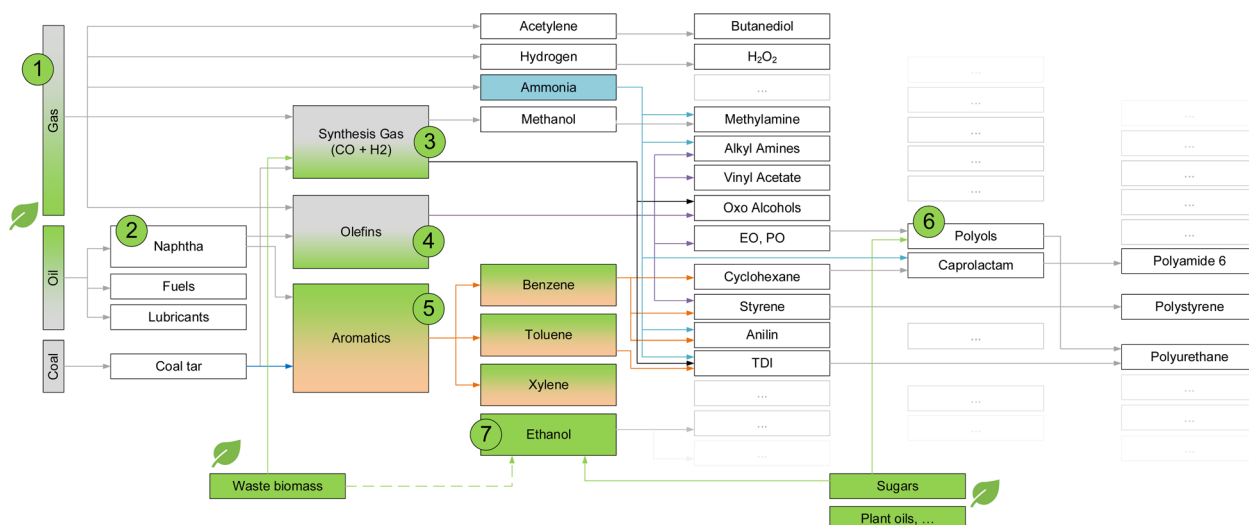 Acetylene
Butanediol
1
Hydrogen
H₂O₂
...
Ammonia
...
...
Gas
Synthesis Gas
(CO + H2)
3
Methanol
Methylamine
...
...
Alkyl Amines
...
...
Vinyl Acetate
...
...
Oxo Alcohols
...
2
Naphtha
Olefins
4
EO, PO
6
Polyols
...
Oil
Cyclohexane
Caprolactam
Polyamide 6
Fuels
Benzene
Lubricants
5
Styrene
Polystyrene
Aromatics
Toluene
Anilin
...
Coal
Coal tar
TDI
Polyurethane
Xylene
...
...
...
7
Ethanol
...
...
...
...
...
Waste biomass
Sugars
Plant oils, ...